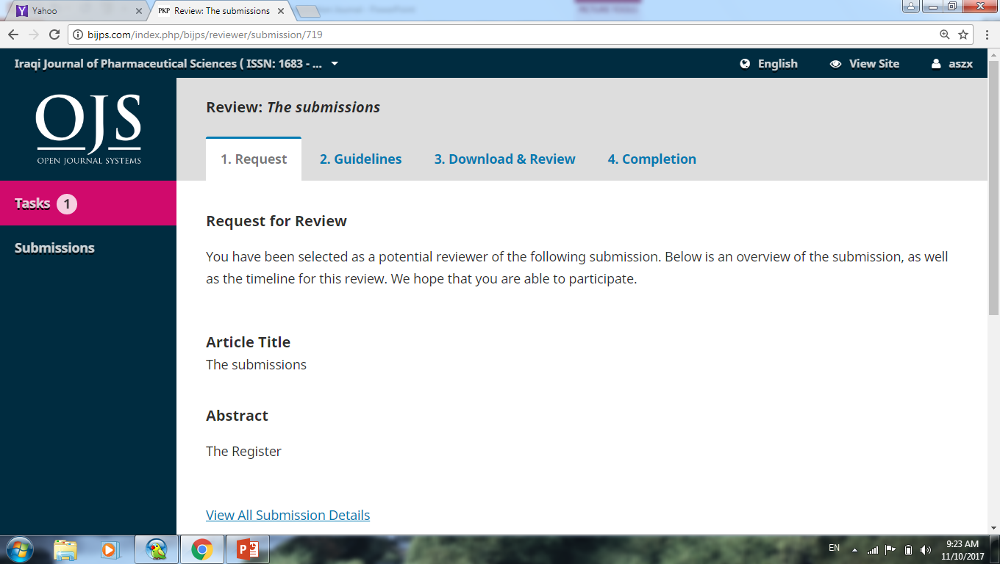 Yahoo
PKP Review: The submissions
bijps.com/index.php/bijps/reviewer/submission/719
Iraqi Journal of Pharmaceutical Sciences ( ISSN: 1683 - ...
English
View Site
aszx
OJS
OPEN JOURNAL SYSTEMS
Tasks 1
Submissions
Review: The submissions
1. Request
2. Guidelines
3. Download & Review
4. Completion
Request for Review
You have been selected as a potential reviewer of the following submission. Below is an overview of the submission, as well
as the timeline for this review. We hope that you are able to participate.
Article Title
The submissions
Abstract
The Register
View All Submission Details
EN
9:23 AM
11/10/2017